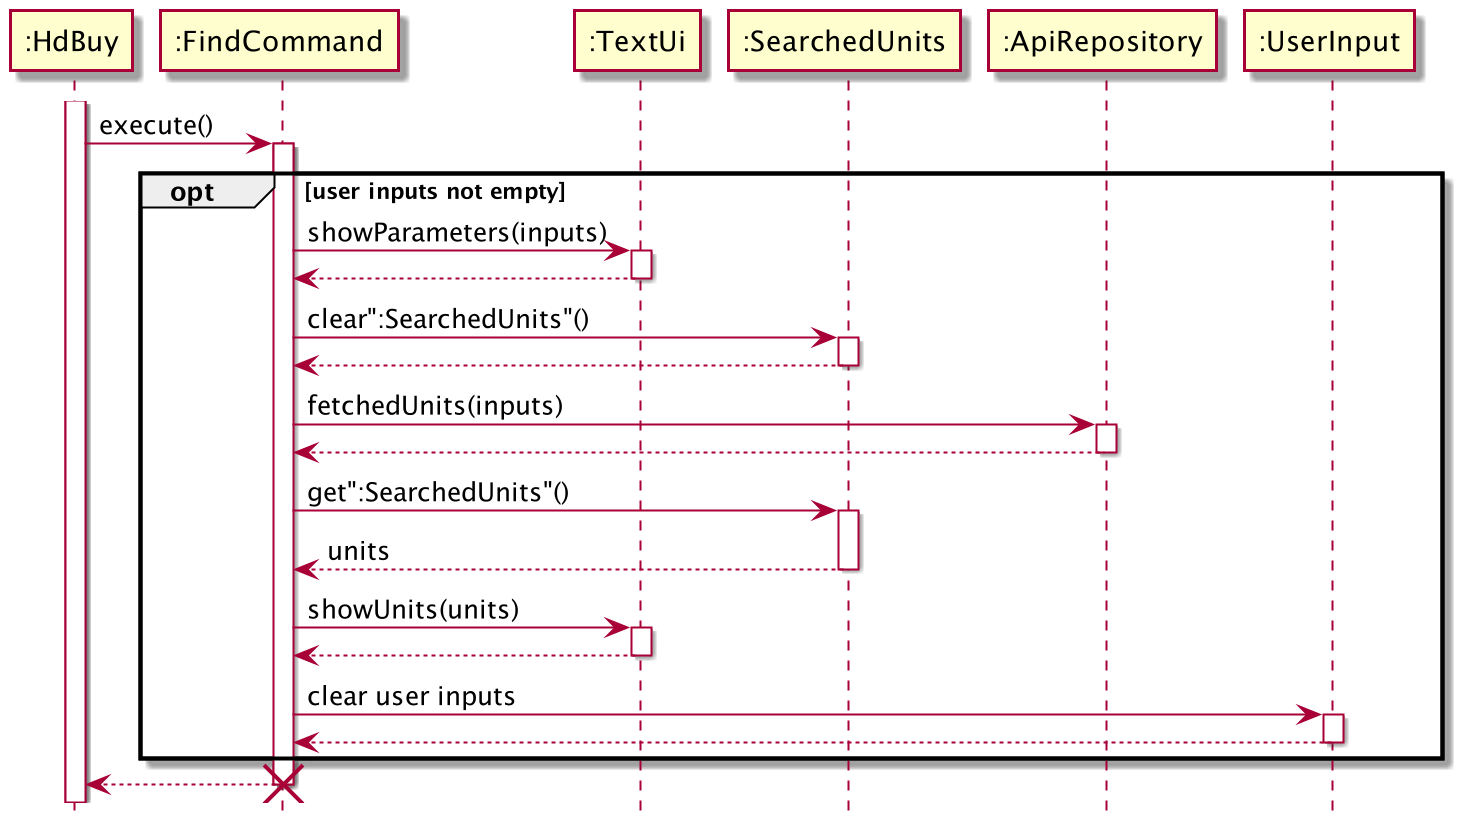 :HdBuy
:FindCommand
:TextUi
:SearchedUnits
:ApiRepository
:UserInput
execute()
opt
[user inputs not empty]
showParameters(inputs)
clear":SearchedUnits"()
fetchedUnits(inputs)
get":SearchedUnits"()
units
showUnits(units)
clear user inputs